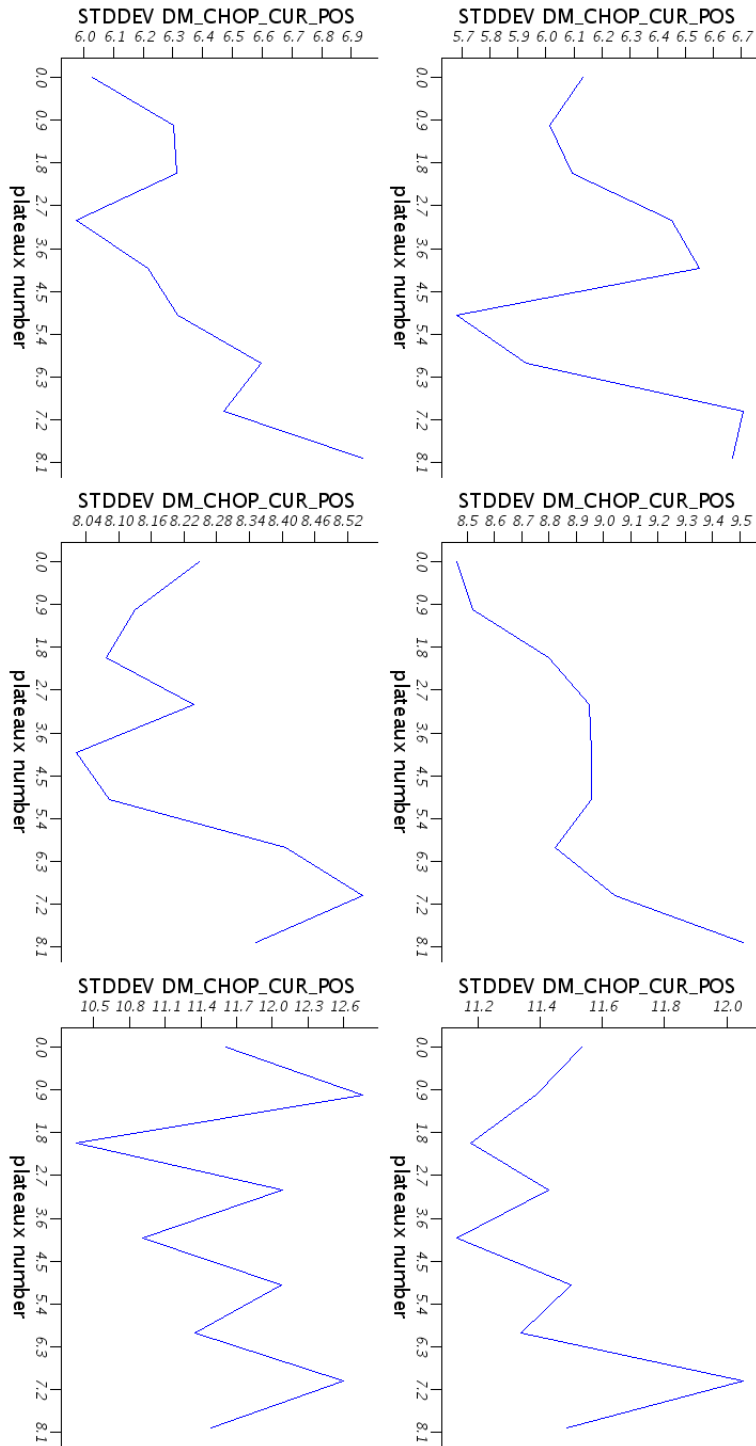 STDDEV DM_CHOP_CUR_POS
6.0 6.1 6.2 6.3 6.4 6.5 6.6 6.7 6.8 6.9
0.0 0.9 1.8 2.7 3.6 4.5 5.4 6.3 7.2 8.1
plateaux number
STDDEV DM_CHOP_CUR_POS
5.7 5.8 5.9 6.0 6.1 6.2 6.3 6.4 6.5 6.6 6.7
0.0 0.9 1.8 2.7 3.6 4.5 5.4 6.3 7.2 8.1
plateaux number
STDDEV DM_CHOP_CUR_POS
8.04 8.10 8.16 8.22 8.28 8.34 8.40 8.46 8.52
0.0 0.9 1.8 2.7 3.6 4.5 5.4 6.3 7.2 8.1
plateaux number
STDDEV DM_CHOP_CUR_POS
8.5 8.6 8.7 8.8 8.9 9.0 9.1 9.2 9.3 9.4 9.5
0.0 0.9 1.8 2.7 3.6 4.5 5.4 6.3 7.2 8.1
plateaux number
STDDEV DM_CHOP_CUR_POS
10.5 10.8 11.1 11.4 11.7 12.0 12.3 12.6
0.0 0.9 1.8 2.7 3.6 4.5 5.4 6.3 7.2 8.1
plateaux number
STDDEV DM_CHOP_CUR_POS
11.2 11.4 11.6 11.8 12.0
0.0 0.9 1.8 2.7 3.6 4.5 5.4 6.3 7.2 8.1
plateaux number